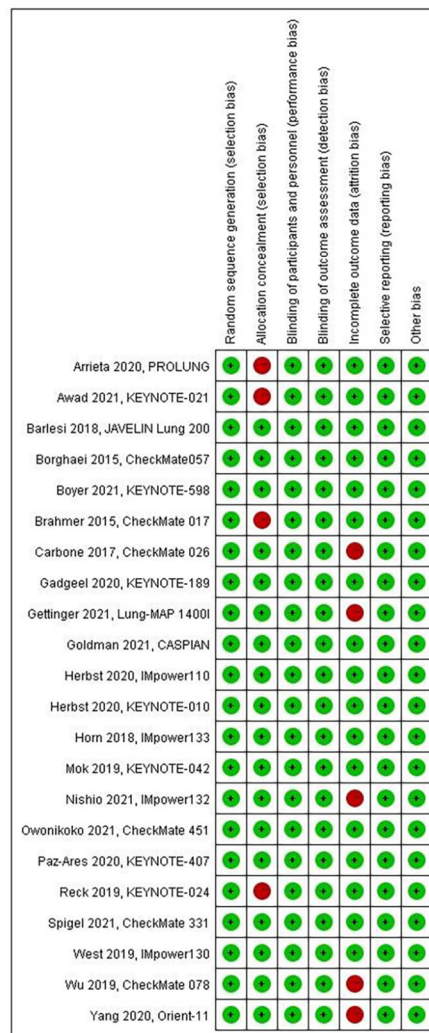 Random sequence generation (selection bias)
Allocation concealment (selection bias)
Blinding of participants and personnel (performance bias)
Blinding of outcome assessment (detection bias)
Incomplete outcome data (attrition bias)
Selective reporting (reporting bias)
Other bias
Arrieta 2020, PROLUNG + - + + + + +
Awad 2021, KEYNOTE-021 + - + + + + +
Barlesi 2018, JAVELIN Lung 200 + + + + + + +
Borghaei 2015, CheckMate057 + + + + + + +
Boyer 2021, KEYNOTE-598 + + + + + + +
Brahmer 2015, CheckMate 017 + - + + + + +
Carbone 2017, CheckMate 026 + + + + - + +
Gadgeel 2020, KEYNOTE-189 + + + + + + +
Gettinger 2021, Lung-MAP 1400I + + + + - + +
Goldman 2021, CASPIAN + + + + + + +
Herbst 2020, IMpower110 + + + + + + +
Herbst 2020, KEYNOTE-010 + + + + + + +
Horn 2018, IMpower133 + + + + + + +
Mok 2019, KEYNOTE-042 + + + + + + +
Nishio 2021, IMpower132 + + + + - + +
Owonikoko 2021, CheckMate 451 + + + + + + +
Paz-Ares 2020, KEYNOTE-407 + + + + + + +
Reck 2019, KEYNOTE-024 + - + + + + +
Spigel 2021, CheckMate 331 + + + + + + +
West 2019, IMpower130 + + + + + + +
Wu 2019, CheckMate 078 + + + + - + +
Yang 2020, Orient-11 + + + + - + +